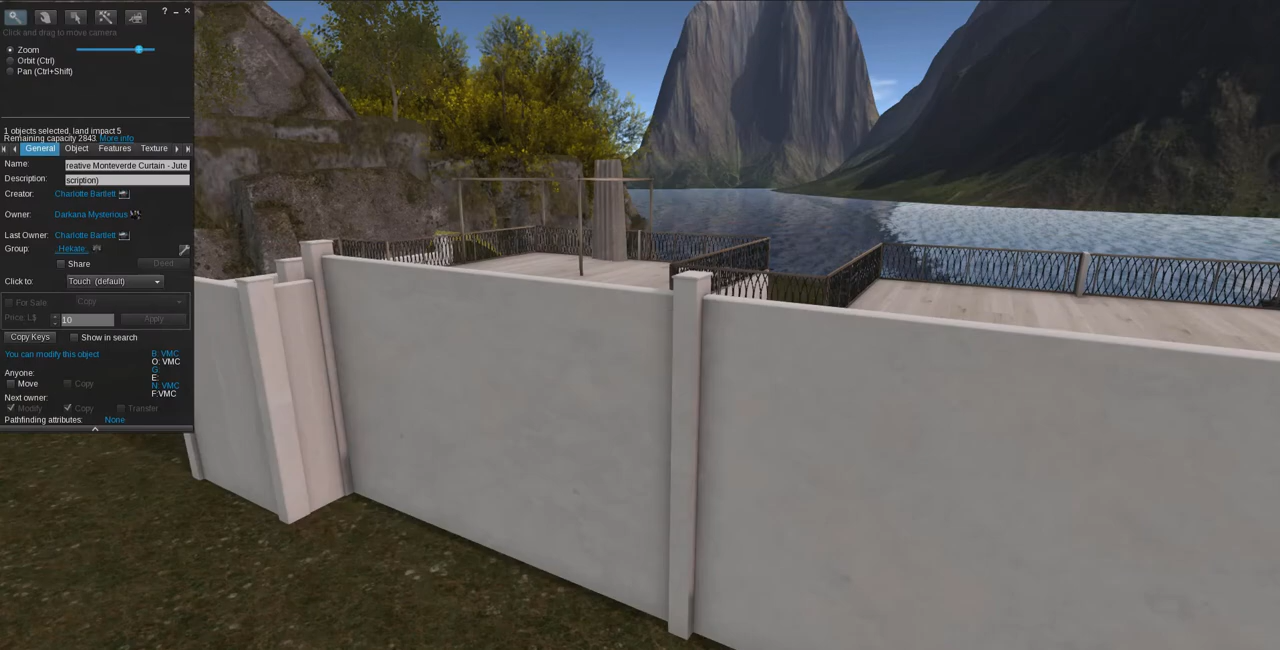 ?
Click and drag to move camera
Zoom
Orbit (Ctrl)
Pan (Ctrl+Shift)
1 objects selected, land impact 5
Remaining capacity 2843. More info
General Object Features Texture
Name: reative Monteverde Curtain - Jute
Description: scription)
Creator: Charlotte Bartlett
Owner: Darkana Mysterious
Last Owner: Charlotte Bartlett
Group: _Hekate_
Share Deed
Click to: Touch (default)
For Sale Copy
Price: L$ 10 Apply
Copy Keys Show in search
You can modify this object B: VMC
O: VMC
G:
Anyone: E:
Move Copy N: VMC
Next owner: F:VMC
Modify Copy Transfer
Pathfinding attributes: None